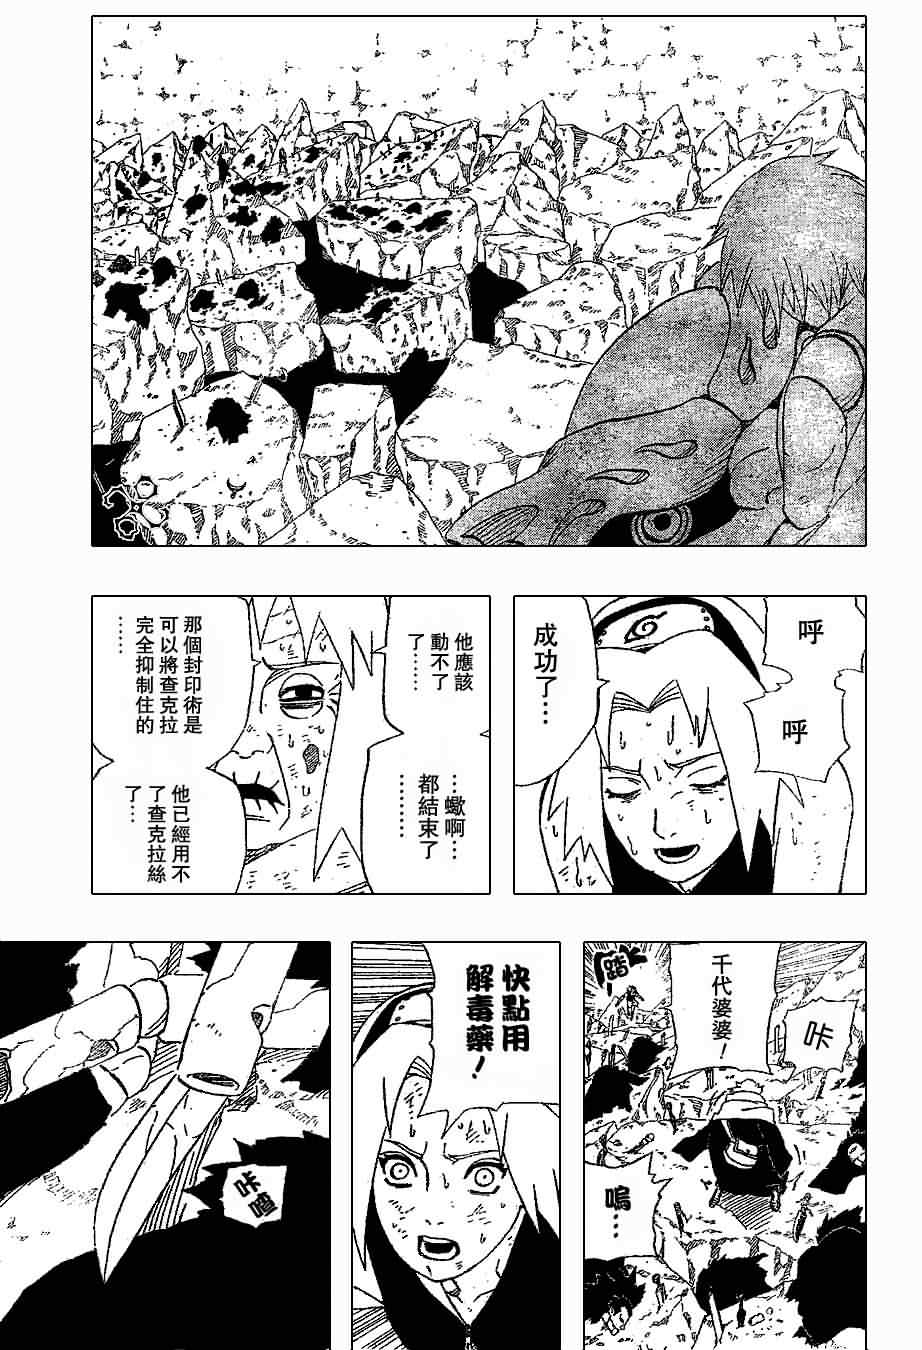 呼
呼
成功了…
他應該
動不了
了……
…蠍啊…
都結束了
………
那個封印術是
可以將查克拉
完全抑制住的
……
他已經用不
了查克拉絲
了…
千代婆婆！
咔
踏
嗚…
快點用
解毒藥！
咔
喳